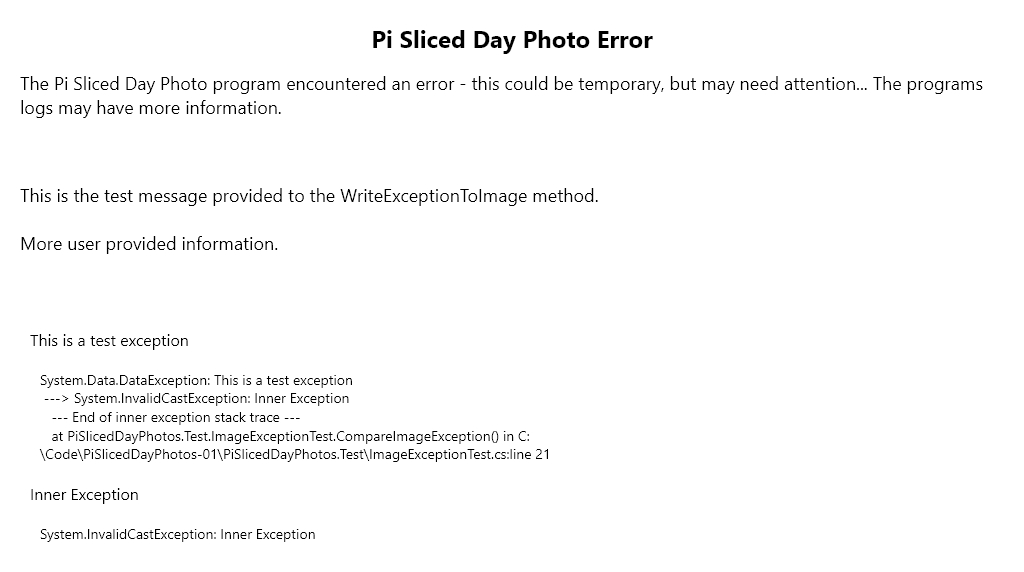 Pi Sliced Day Photo Error
The Pi Sliced Day Photo program encountered an error - this could be temporary, but may need attention... The programs
logs may have more information.
This is the test message provided to the WriteExceptionToImage method.
More user provided information.
This is a test exception
System.Data.DataException: This is a test exception
---> System.InvalidCastException: Inner Exception
--- End of inner exception stack trace ---
at PiSlicedDayPhotos.Test.ImageExceptionTest.CompareImageException() in C:
\Code\PiSlicedDayPhotos-01\PiSlicedDayPhotos.Test\ImageExceptionTest.cs:line 21
Inner Exception
System.InvalidCastException: Inner Exception